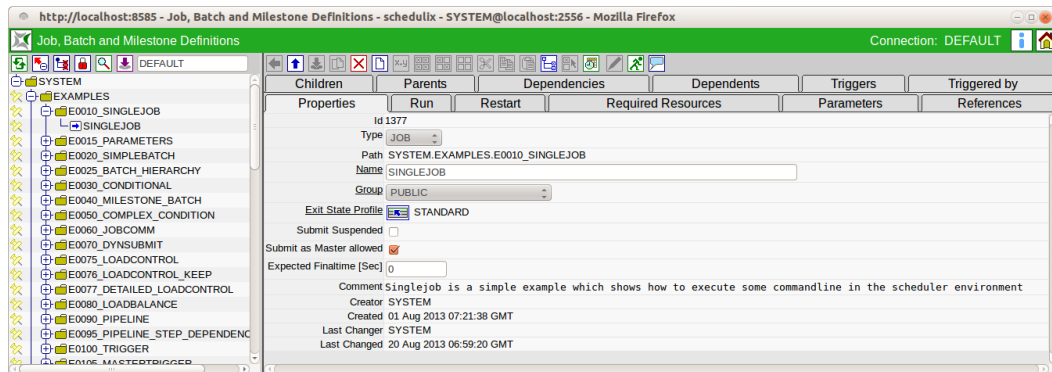 http://localhost:8585 - Job, Batch and Milestone Definitions - schedulix - SYSTEM@localhost:2556 - Mozilla Firefox
Job, Batch and Milestone Definitions
Connection: DEFAULT
DEFAULT
SYSTEM
EXAMPLES
E0010_SINGLEJOB
SINGLEJOB
E0015_PARAMETERS
E0020_SIMPLEBATCH
E0025_BATCH_HIERARCHY
E0030_CONDITIONAL
E0040_MILESTONE_BATCH
E0050_COMPLEX_CONDITION
E0060_JOBCOMM
E0070_DYNSUBMIT
E0075_LOADCONTROL
E0076_LOADCONTROL_KEEP
E0077_DETAILED_LOADCONTROL
E0080_LOADBALANCE
E0090_PIPELINE
E0095_PIPELINE_STEP_DEPENDENC
E0100_TRIGGER
E0105_MASTERTRIGGER
Children Parents Dependencies Dependents Triggers Triggered by
Properties Run Restart Required Resources Parameters References
Id 1377
Type JOB
Path SYSTEM.EXAMPLES.E0010_SINGLEJOB
Name SINGLEJOB
Group PUBLIC
Exit State Profile STANDARD
Submit Suspended
Submit as Master allowed
Expected Finaltime [Sec] 0
Comment Singlejob is a simple example which shows how to execute some commandline in the scheduler environment
Creator SYSTEM
Created 01 Aug 2013 07:21:38 GMT
Last Changer SYSTEM
Last Changed 20 Aug 2013 06:59:20 GMT